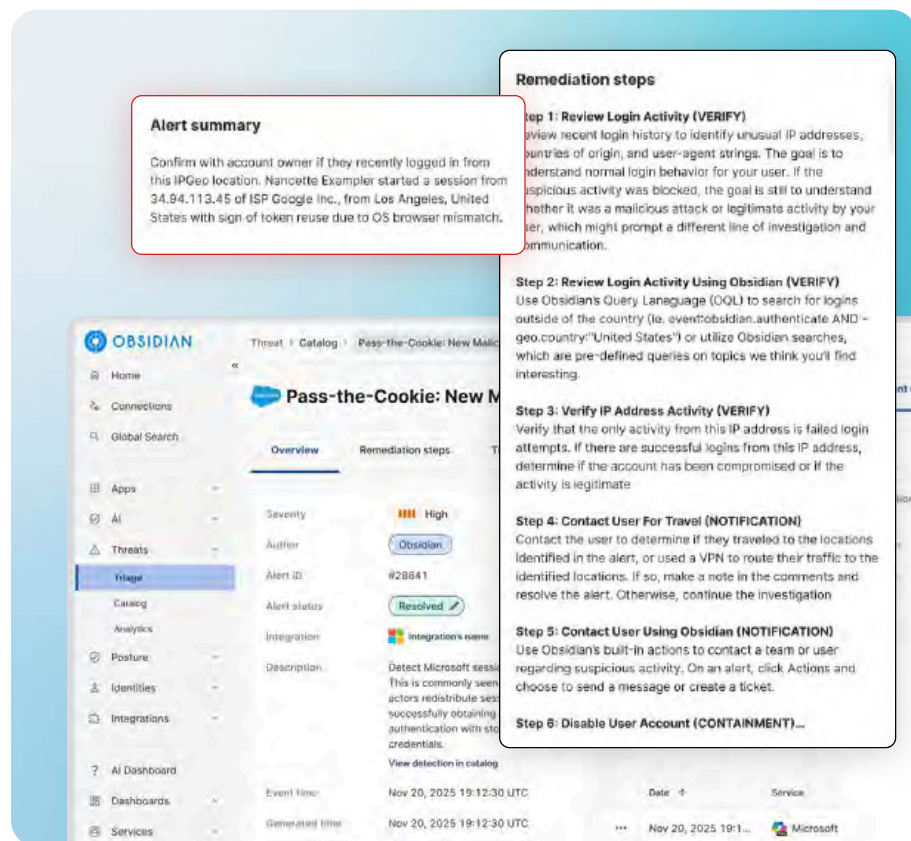 Alert summary
Confirm with account owner if they recently logged in from
this IPGeo location. Nancette Exampler started a session from
34.94.113.45 of ISP Google Inc., from Los Angeles, United
States with sign of token reuse due to OS browser mismatch.
Remediation steps
tep 1: Review Login Activity (VERIFY)
eview recent login history to identify unusual IP addresses,
ountries of origin, and user-agent strings. The goal is to
nderstand normal login behavior for your user. If the
uspicious activity was blocked, the goal is still to understand
hether it was a malicious attack or legitimate activity by your
ser, which might prompt a different line of investigation and
ommunication.
Step 2: Review Login Activity Using Obsidian (VERIFY)
Use Obsidian's Query Lanaguage (OQL) to search for logins
outside of the country (ie. event:obsidian.authenticate AND -
geo.country:"United States") or utilize Obsidian searches,
which are pre-defined queries on topics we think you'll find
interesting.
Step 3: Verify IP Address Activity (VERIFY)
Verify that the only activity from this IP address is failed login
attempts. If there are successful logins from this IP address,
determine if the account has been compromised or if the
activity is legitimate
Step 4: Contact User For Travel (NOTIFICATION)
Contact the user to determine if they traveled to the locations
identified in the alert, or used a VPN to route their traffic to the
identified locations. If so, make a note in the comments and
resolve the alert. Otherwise, continue the investigation
Step 5: Contact User Using Obsidian (NOTIFICATION)
Use Obsidian's built-in actions to contact a team or user
regarding suspicious activity. On an alert, click Actions and
choose to send a message or create a ticket.
Step 6: Disable User Account (CONTAINMENT)...
OBSIDIAN
Home
Connections
Global Search
Apps
AI
Threats
Triage
Catalog
Analytics
Posture
Identities
Integrations
AI Dashboard
Dashboards
Services
Threat › Catalog › Pass-the-Cookie: New Malic
Pass-the-Cookie: New M
Overview Remediation steps
Severity High
Author Obsidian
Alert ID #28841
Alert status Resolved
Integration Integration's name
Description Detect Microsoft sessio
This is commonly seen
actors redistribute sess
successfully obtaining
authentication with sto
credentials.
View detection in catalog
Event time Nov 20, 2025 19:12:30 UTC
Generated time Nov 20, 2025 19:12:30 UTC
Date ↑ Service
Nov 20, 2025 19:1... Microsoft